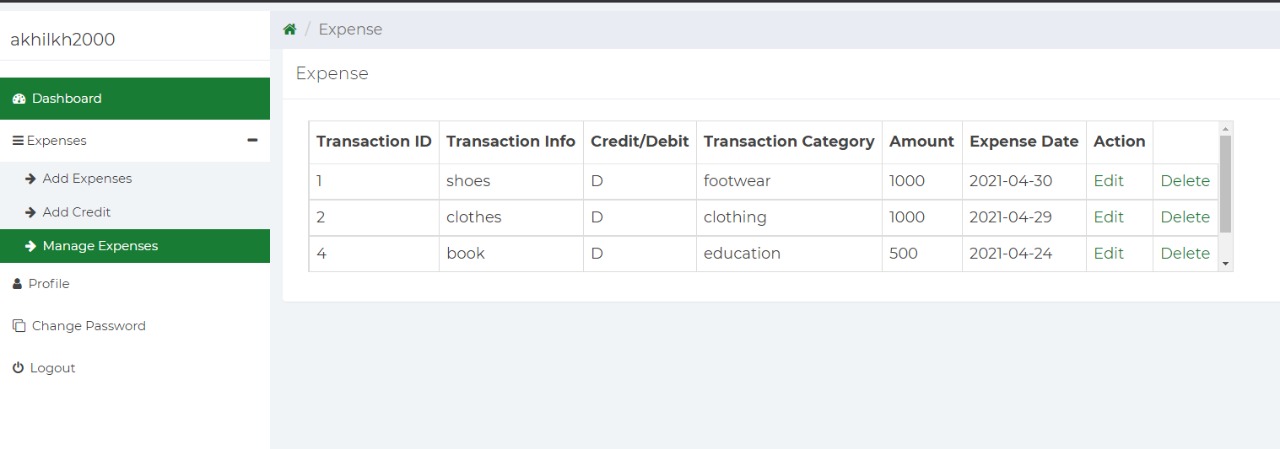 akhilkh2000
Dashboard
Expenses
Add Expenses
Add Credit
Manage Expenses
Profile
Change Password
Logout
/ Expense
Expense
Transaction ID Transaction Info Credit/Debit Transaction Category Amount Expense Date Action
1 shoes D footwear 1000 2021-04-30 Edit Delete
2 clothes D clothing 1000 2021-04-29 Edit Delete
4 book D education 500 2021-04-24 Edit Delete